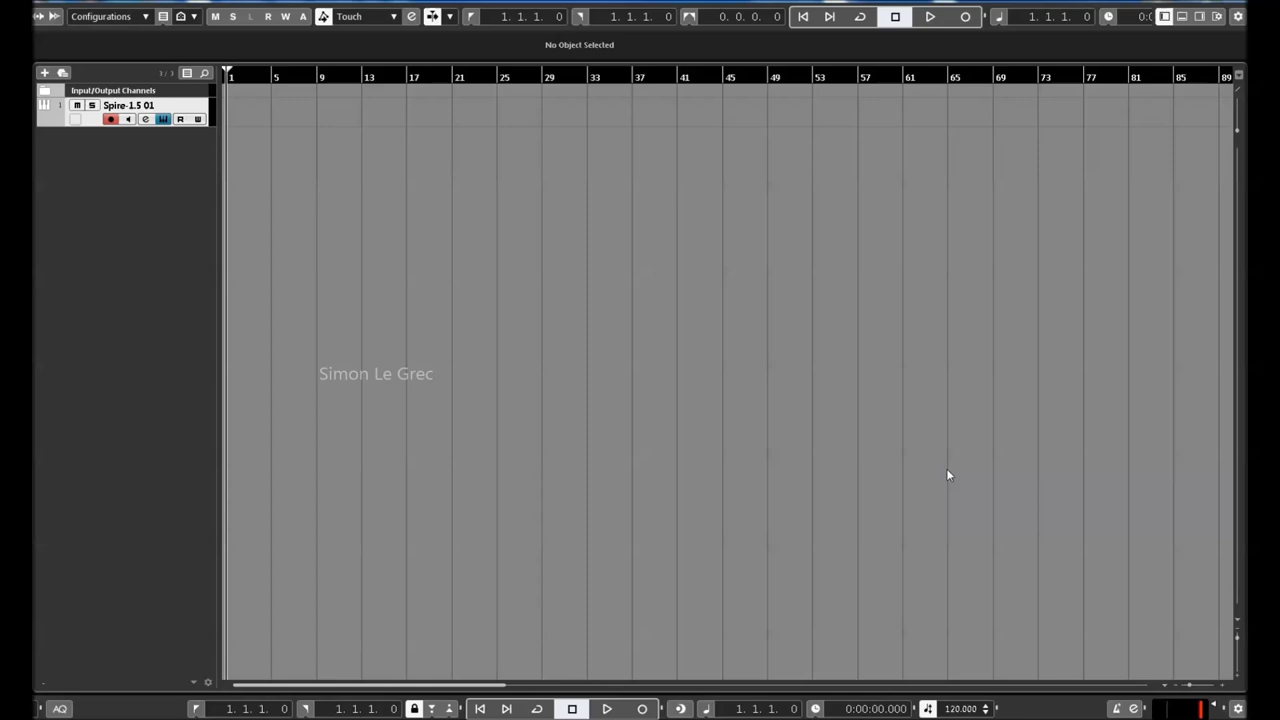 Configurations M S L R W A Touch 1. 1. 1. 0 1. 1. 1. 0 0. 0. 0. 0 1. 1. 1. 0 0:0
No Object Selected
1 5 9 13 17 21 25 29 33 37 41 45 49 53 57 61 65 69 73 77 81 85 89
Input/Output Channels
1 m S Spire-1.5 01
e R
Simon Le Grec
AQ 1. 1. 1. 0 1. 1. 1. 0 1. 1. 1. 0 0:00:00.000 120.000 e